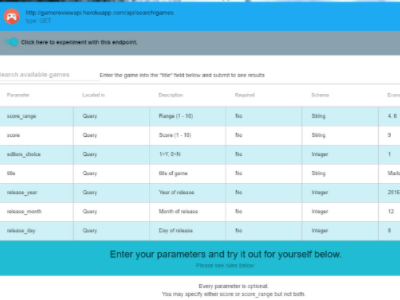 http://gamereviewapi.herokuapp.com/api/search/games
type: GET
Click here to experiment with this endpoint.
Search available games Enter the game into the "title" field below and submit to see results
Parameter Located in Description Required Schema
score_range Query Range (1 - 10) No String 4, 6
score Query Score (1 - 10) No String 9
editors_choice Query 1=Y, 0=N No Integer 1
title Query title of game No String
release_year Query Year of release No Integer 2016
release_month Query Month of release No Integer 12
release_day Query Day of release No Integer
Enter your parameters and try it out for yourself below.
Please see rules below
Every parameter is optional.
You may specify either score or score_range but not both